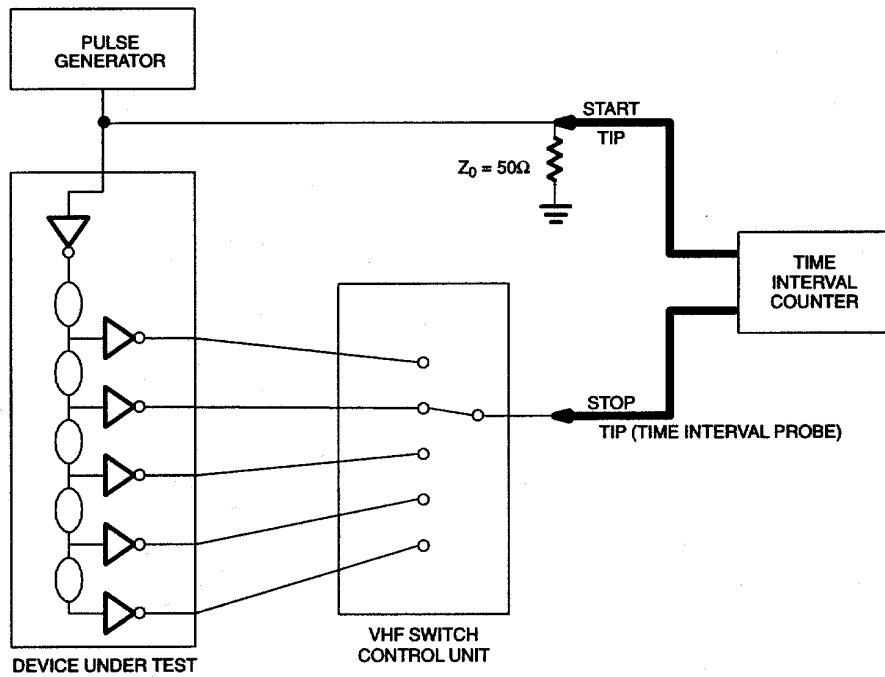 PULSE
GENERATOR
START
TIP
Z0 = 50Ω
TIME
INTERVAL
COUNTER
STOP
TIP (TIME INTERVAL PROBE)
VHF SWITCH
CONTROL UNIT
DEVICE UNDER TEST